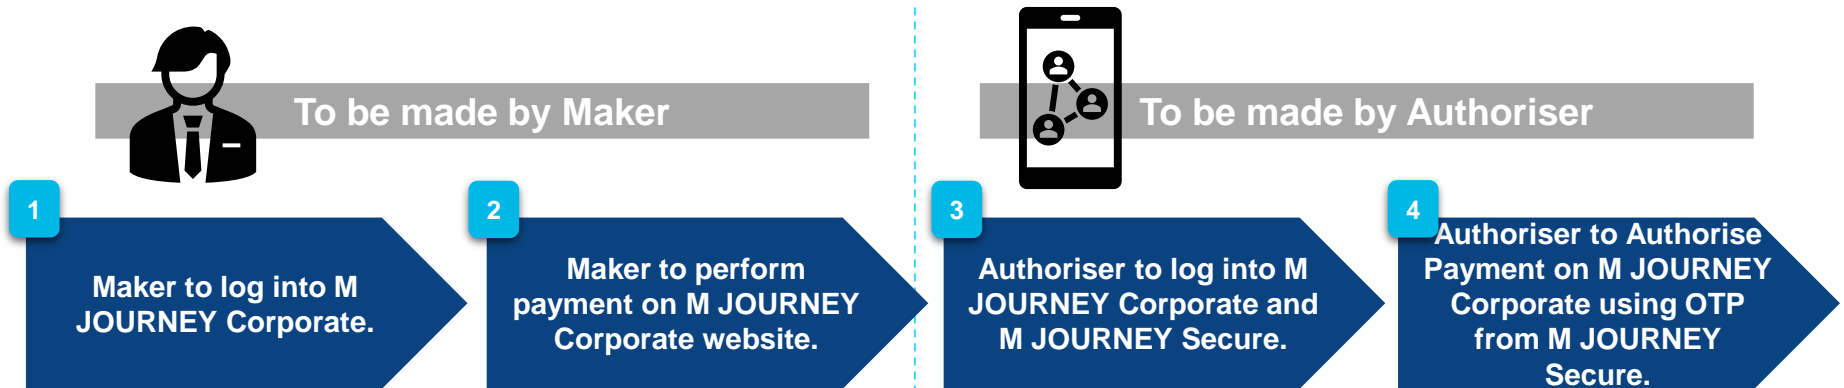 To be made by Maker
To be made by Authoriser
1
Maker to log into M
JOURNEY Corporate.
2
Maker to perform
payment on M JOURNEY
Corporate website.
3
Authoriser to log into M
JOURNEY Corporate and
M JOURNEY Secure.
4
Authoriser to Authorise
Payment on M JOURNEY
Corporate using OTP
from M JOURNEY
Secure.